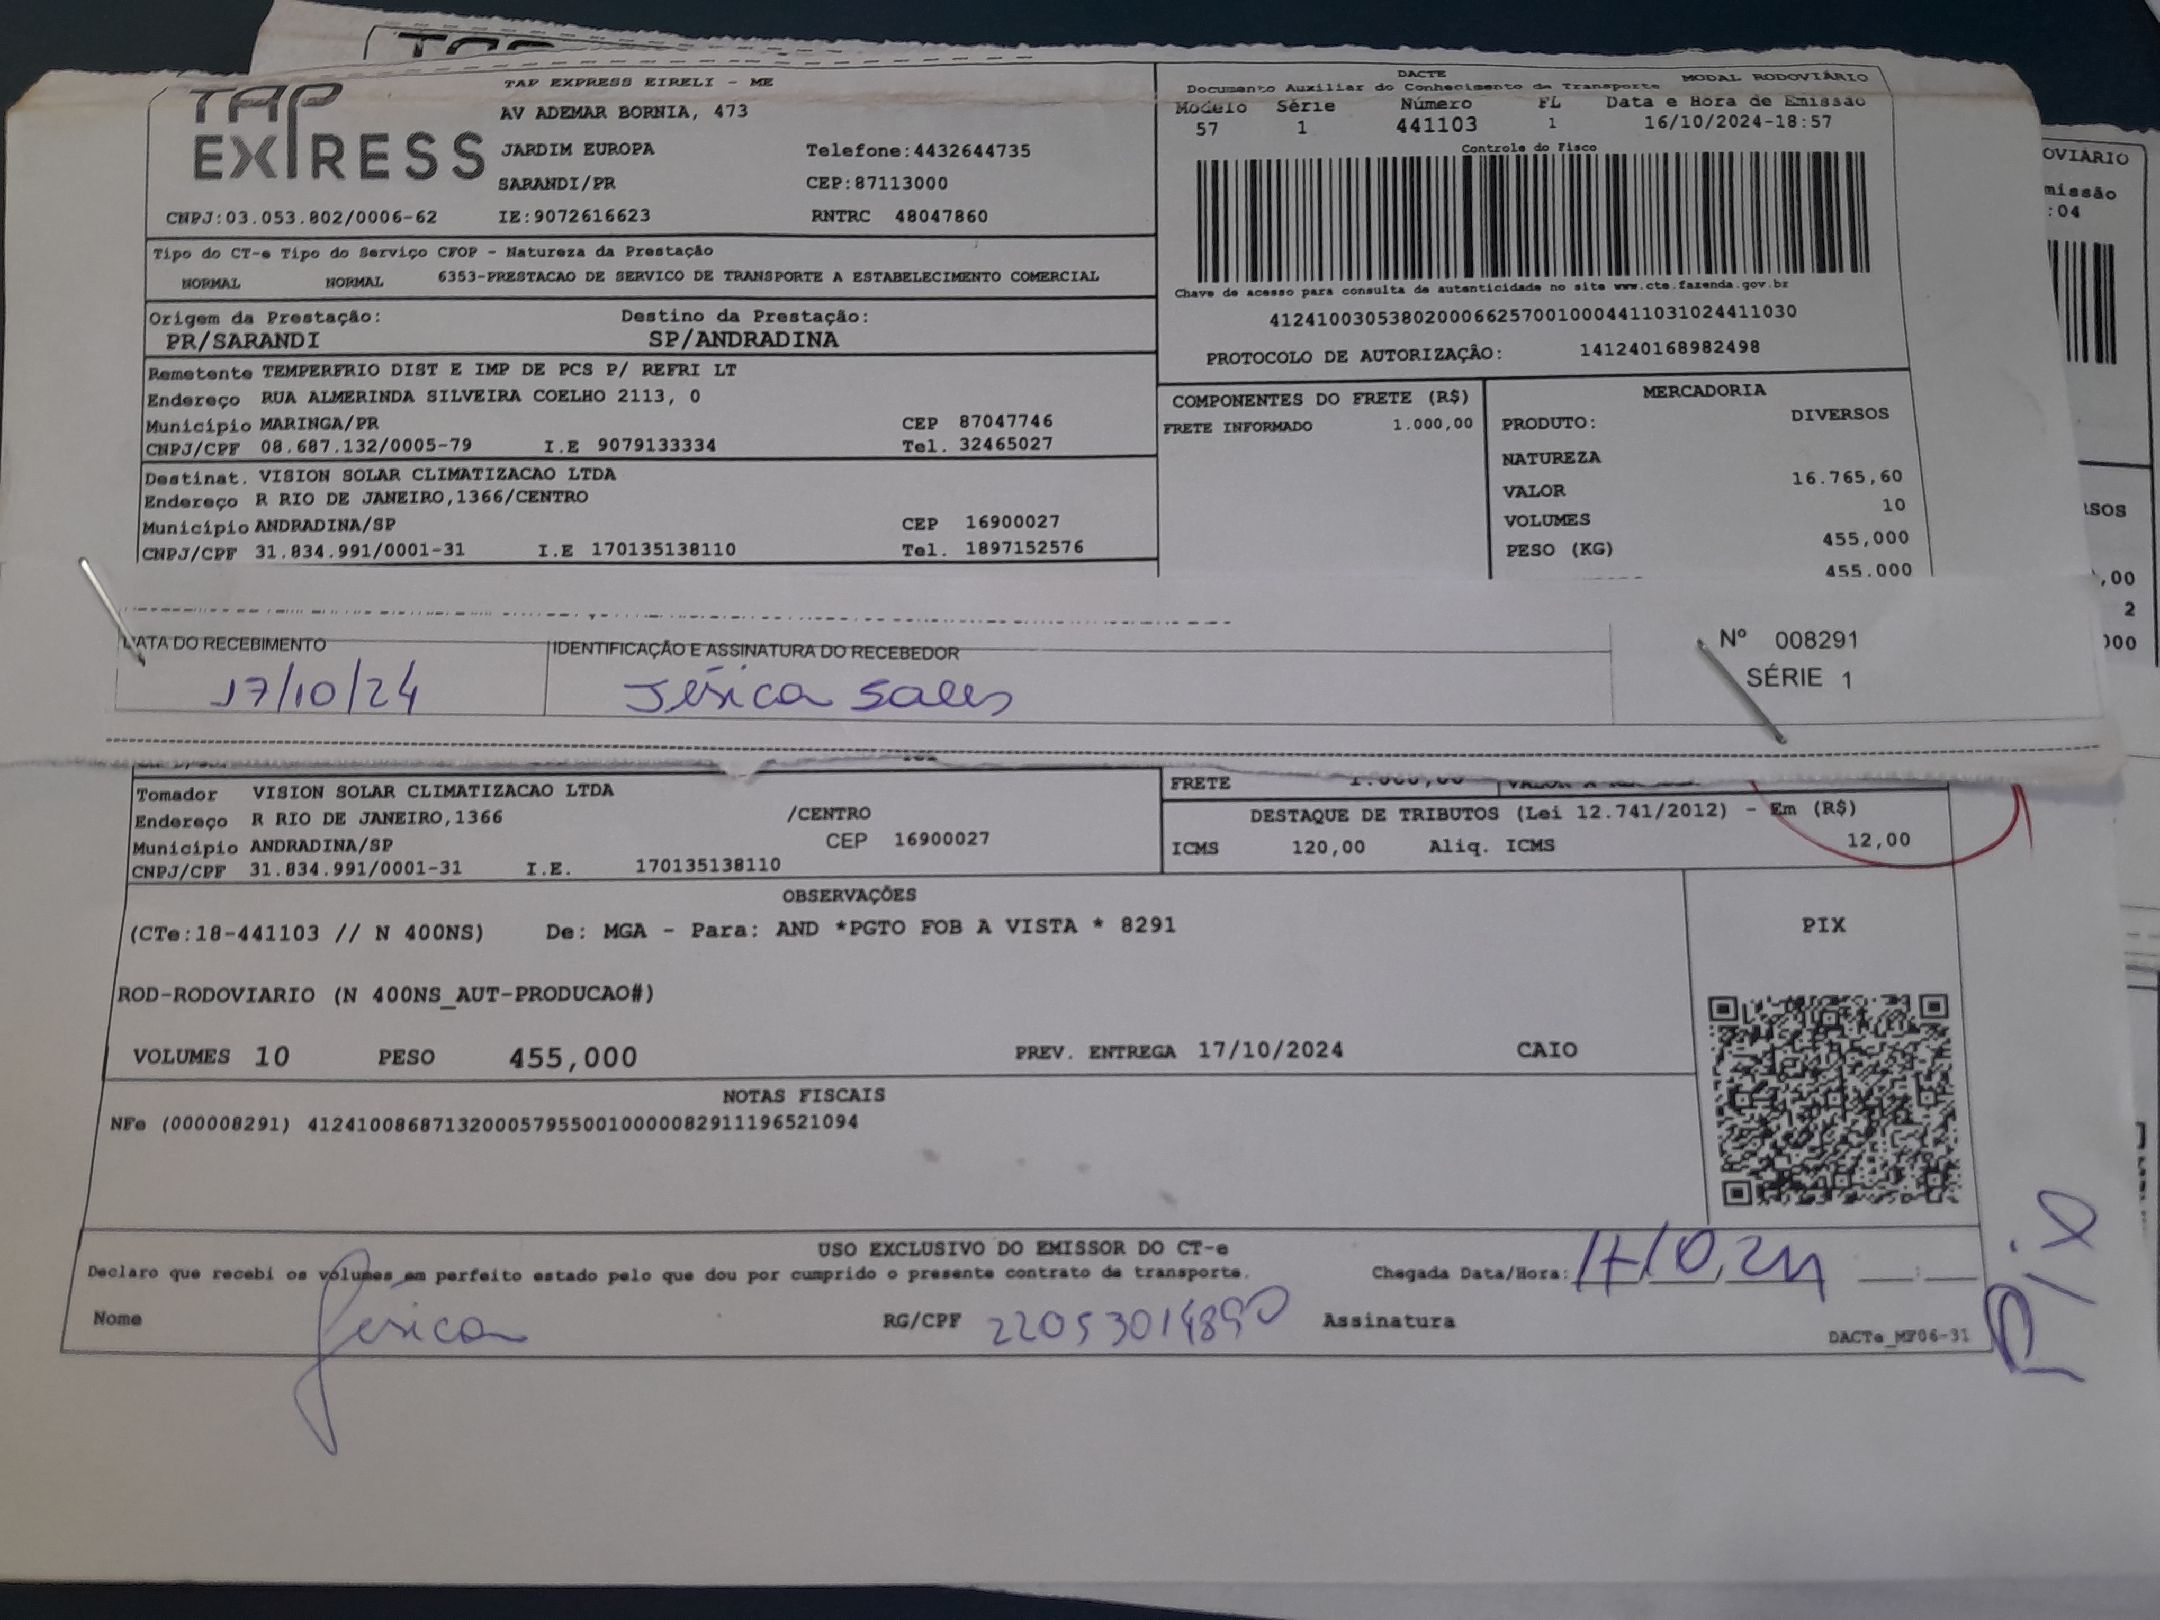 TAP EXPRESS
TAP EXPRESS EIRELI - ME
AV ADEMAR BORNIA, 473
JARDIM EUROPA Telefone:4432644735
SARANDI/PR CEP:87113000
CNPJ:03.053.802/0006-62 IE:9072616623 RNTRC 48047860
DACTE MODAL RODOVIÁRIO
Documento Auxiliar do Conhecimento de Transporte
Modelo Série Número FL Data e Hora de Emissão
57 1 441103 1 16/10/2024-18:57
Controle do Fisco
Chave de acesso para consulta de autenticidade no site www.cte.fazenda.gov.br
41241003053802000662570010004411031024411030
PROTOCOLO DE AUTORIZAÇÃO: 141240168982498
Tipo do CT-e Tipo do Serviço CFOP - Natureza da Prestação
NORMAL NORMAL 6353-PRESTACAO DE SERVICO DE TRANSPORTE A ESTABELECIMENTO COMERCIAL
Origem da Prestação: Destino da Prestação:
PR/SARANDI SP/ANDRADINA
Remetente TEMPERFRIO DIST E IMP DE PCS P/ REFRI LT
Endereço RUA ALMERINDA SILVEIRA COELHO 2113, 0
Município MARINGA/PR CEP 87047746
CNPJ/CPF 08.687.132/0005-79 I.E 9079133334 Tel. 32465027
Destinat. VISION SOLAR CLIMATIZACAO LTDA
Endereço R RIO DE JANEIRO,1366/CENTRO
Município ANDRADINA/SP CEP 16900027
CNPJ/CPF 31.834.991/0001-31 I.E 170135138110 Tel. 1897152576
COMPONENTES DO FRETE (R$)
FRETE INFORMADO 1.000,00
MERCADORIA
PRODUTO: DIVERSOS
NATUREZA
VALOR 16.765,60
VOLUMES 10
PESO (KG) 455,000
455,000
DATA DO RECEBIMENTO IDENTIFICAÇÃO E ASSINATURA DO RECEBEDOR
17/10/24 Jésica Sales
Nº 008291
SÉRIE 1
Tomador VISION SOLAR CLIMATIZACAO LTDA
Endereço R RIO DE JANEIRO,1366 /CENTRO
Município ANDRADINA/SP CEP 16900027
CNPJ/CPF 31.834.991/0001-31 I.E. 170135138110
FRETE 1.000,00
DESTAQUE DE TRIBUTOS (Lei 12.741/2012) - Em (R$)
ICMS 120,00 Aliq. ICMS 12,00
OBSERVAÇÕES
(CTe:18-441103 // N 400NS) De: MGA - Para: AND *PGTO FOB A VISTA * 8291
ROD-RODOVIARIO (N 400NS_AUT-PRODUCAO#)
VOLUMES 10 PESO 455,000 PREV. ENTREGA 17/10/2024 CAIO
PIX
NOTAS FISCAIS
NFe (000008291) 41241008687132000579550010000082911196521094
USO EXCLUSIVO DO EMISSOR DO CT-e
Declaro que recebi os volumes em perfeito estado pelo que dou por cumprido o presente contrato de transporte. Chegada Data/Hora: 17/10/24
Nome Jésica RG/CPF Assinatura
DACTe_MF06-31
Pix
OVIÁRIO
missão
:04
RSOS
,00
2
000